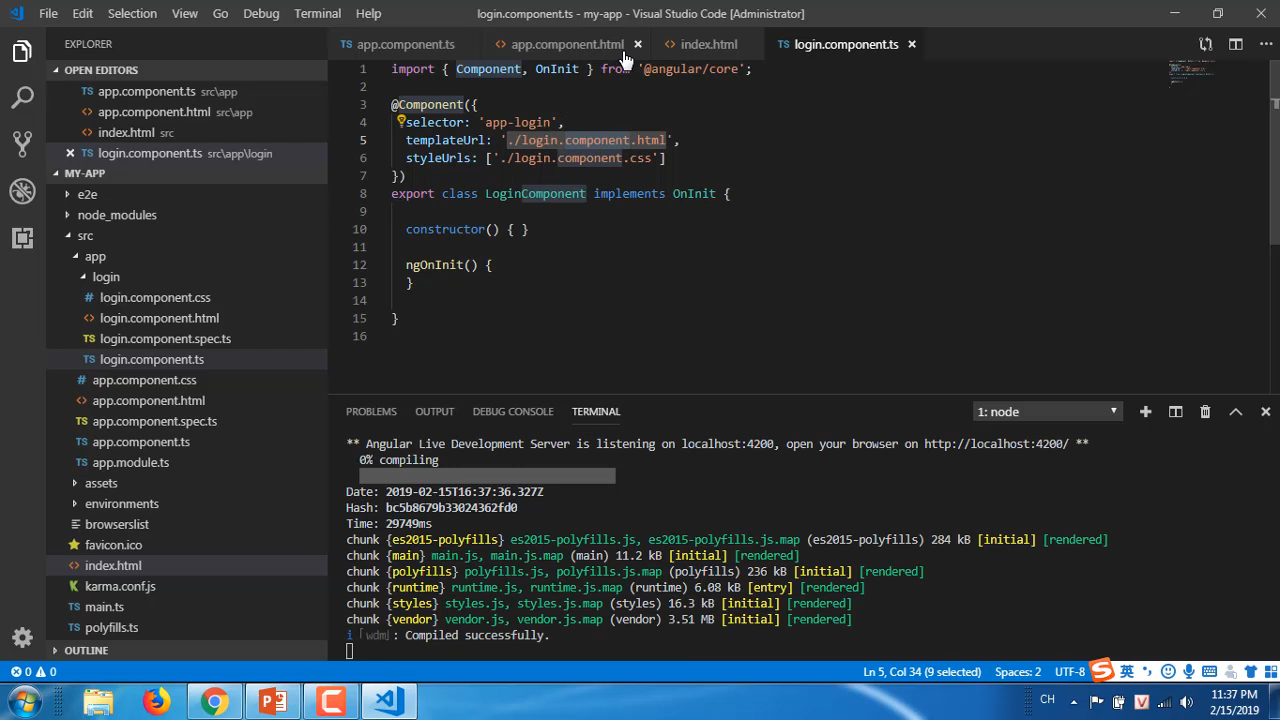 File Edit Selection View Go Debug Terminal Help
login.component.ts - my-app - Visual Studio Code [Administrator]
EXPLORER
OPEN EDITORS
TS app.component.ts src\app
<> app.component.html src\app
<> index.html src
TS login.component.ts src\app\login
MY-APP
e2e
node_modules
src
app
login
# login.component.css
<> login.component.html
TS login.component.spec.ts
TS login.component.ts
# app.component.css
<> app.component.html
TS app.component.spec.ts
TS app.component.ts
TS app.module.ts
assets
environments
browserslist
favicon.ico
<> index.html
karma.conf.js
TS main.ts
TS polyfills.ts
OUTLINE
TS app.component.ts <> app.component.html <> index.html TS login.component.ts
1 import { Component, OnInit } from '@angular/core';
2
3 @Component({
4 selector: 'app-login',
5 templateUrl: './login.component.html',
6 styleUrls: ['./login.component.css']
7 })
8 export class LoginComponent implements OnInit {
9
10 constructor() { }
11
12 ngOnInit() {
13 }
14
15 }
16
PROBLEMS OUTPUT DEBUG CONSOLE TERMINAL 1: node
** Angular Live Development Server is listening on localhost:4200, open your browser on http://localhost:4200/ **
0% compiling
Date: 2019-02-15T16:37:36.327Z
Hash: bc5b8679b33024362fd0
Time: 29749ms
chunk {es2015-polyfills} es2015-polyfills.js, es2015-polyfills.js.map (es2015-polyfills) 284 kB [initial] [rendered]
chunk {main} main.js, main.js.map (main) 11.2 kB [initial] [rendered]
chunk {polyfills} polyfills.js, polyfills.js.map (polyfills) 236 kB [initial] [rendered]
chunk {runtime} runtime.js, runtime.js.map (runtime) 6.08 kB [entry] [rendered]
chunk {styles} styles.js, styles.js.map (styles) 16.3 kB [initial] [rendered]
chunk {vendor} vendor.js, vendor.js.map (vendor) 3.51 MB [initial] [rendered]
i 「wdm」: Compiled successfully.
0 0 Ln 5, Col 34 (9 selected) Spaces: 2 UTF-8 英
CH 11:37 PM
2/15/2019